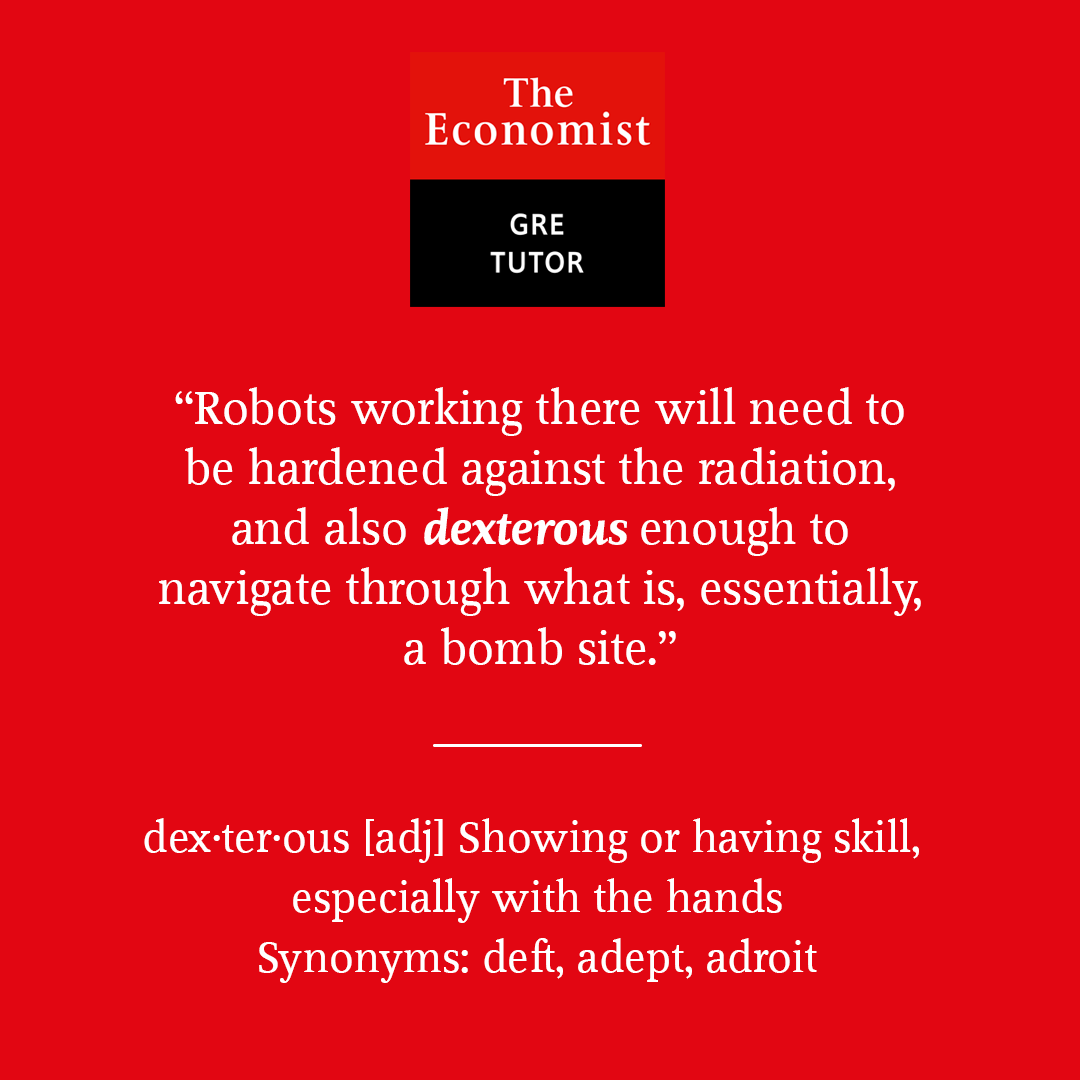 The
Economist
GRE
TUTOR
“Robots working there will need to
be hardened against the radiation,
and also dexterous enough to
navigate through what is, essentially,
a bomb site.”
dex·ter·ous [adj] Showing or having skill,
especially with the hands
Synonyms: deft, adept, adroit